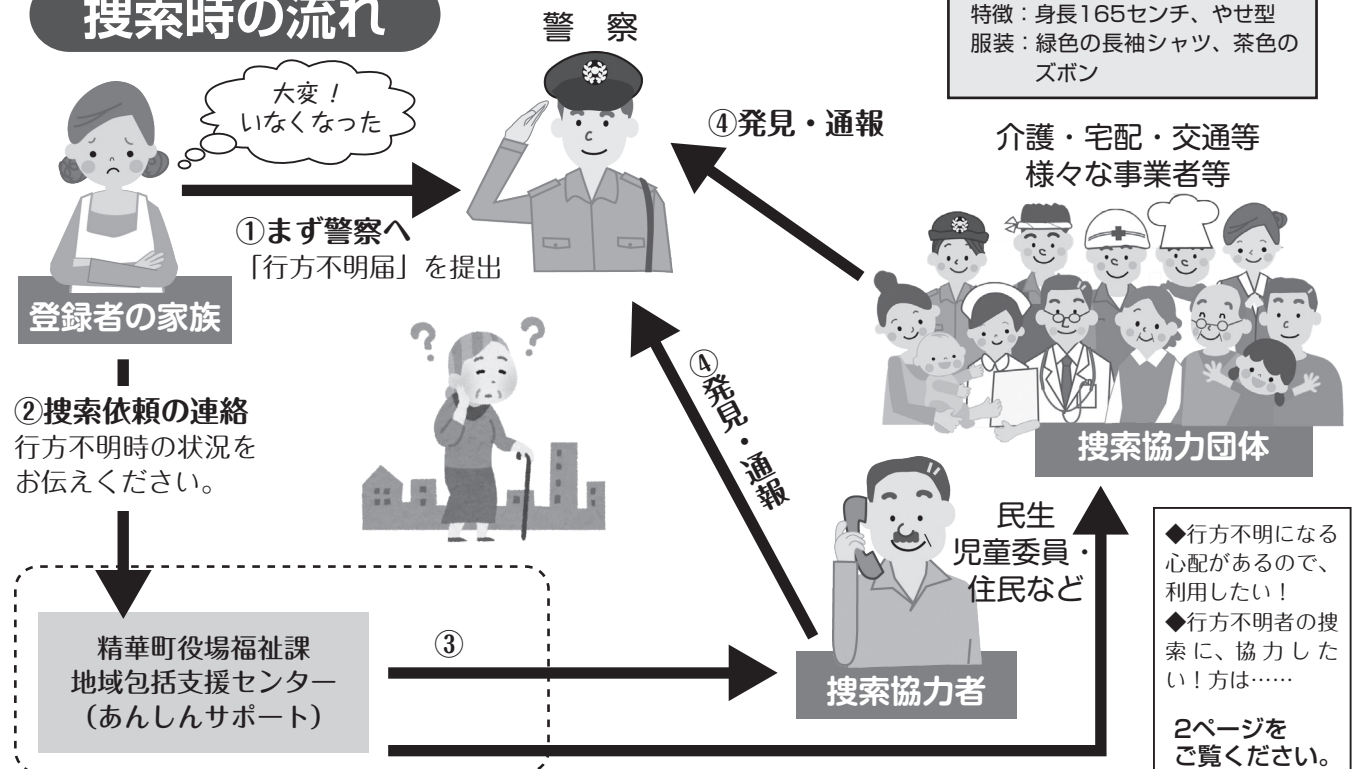 捜索時の流れ
警 察
特徴：身長165センチ、やせ型
服装：緑色の長袖シャツ、茶色の
ズボン
大変！
いなくなった
④発見・通報
介護・宅配・交通等
様々な事業者等
①まず警察へ
「行方不明届」を提出
登録者の家族
②捜索依頼の連絡
行方不明時の状況を
お伝えください。
④発見・通報
捜索協力団体
民生
児童委員・
住民など
◆行方不明になる
心配があるので、
利用したい！
◆行方不明者の捜
索に、協力した
い！方は……
2ページを
ご覧ください。
精華町役場福祉課
地域包括支援センター
（あんしんサポート）
③
捜索協力者